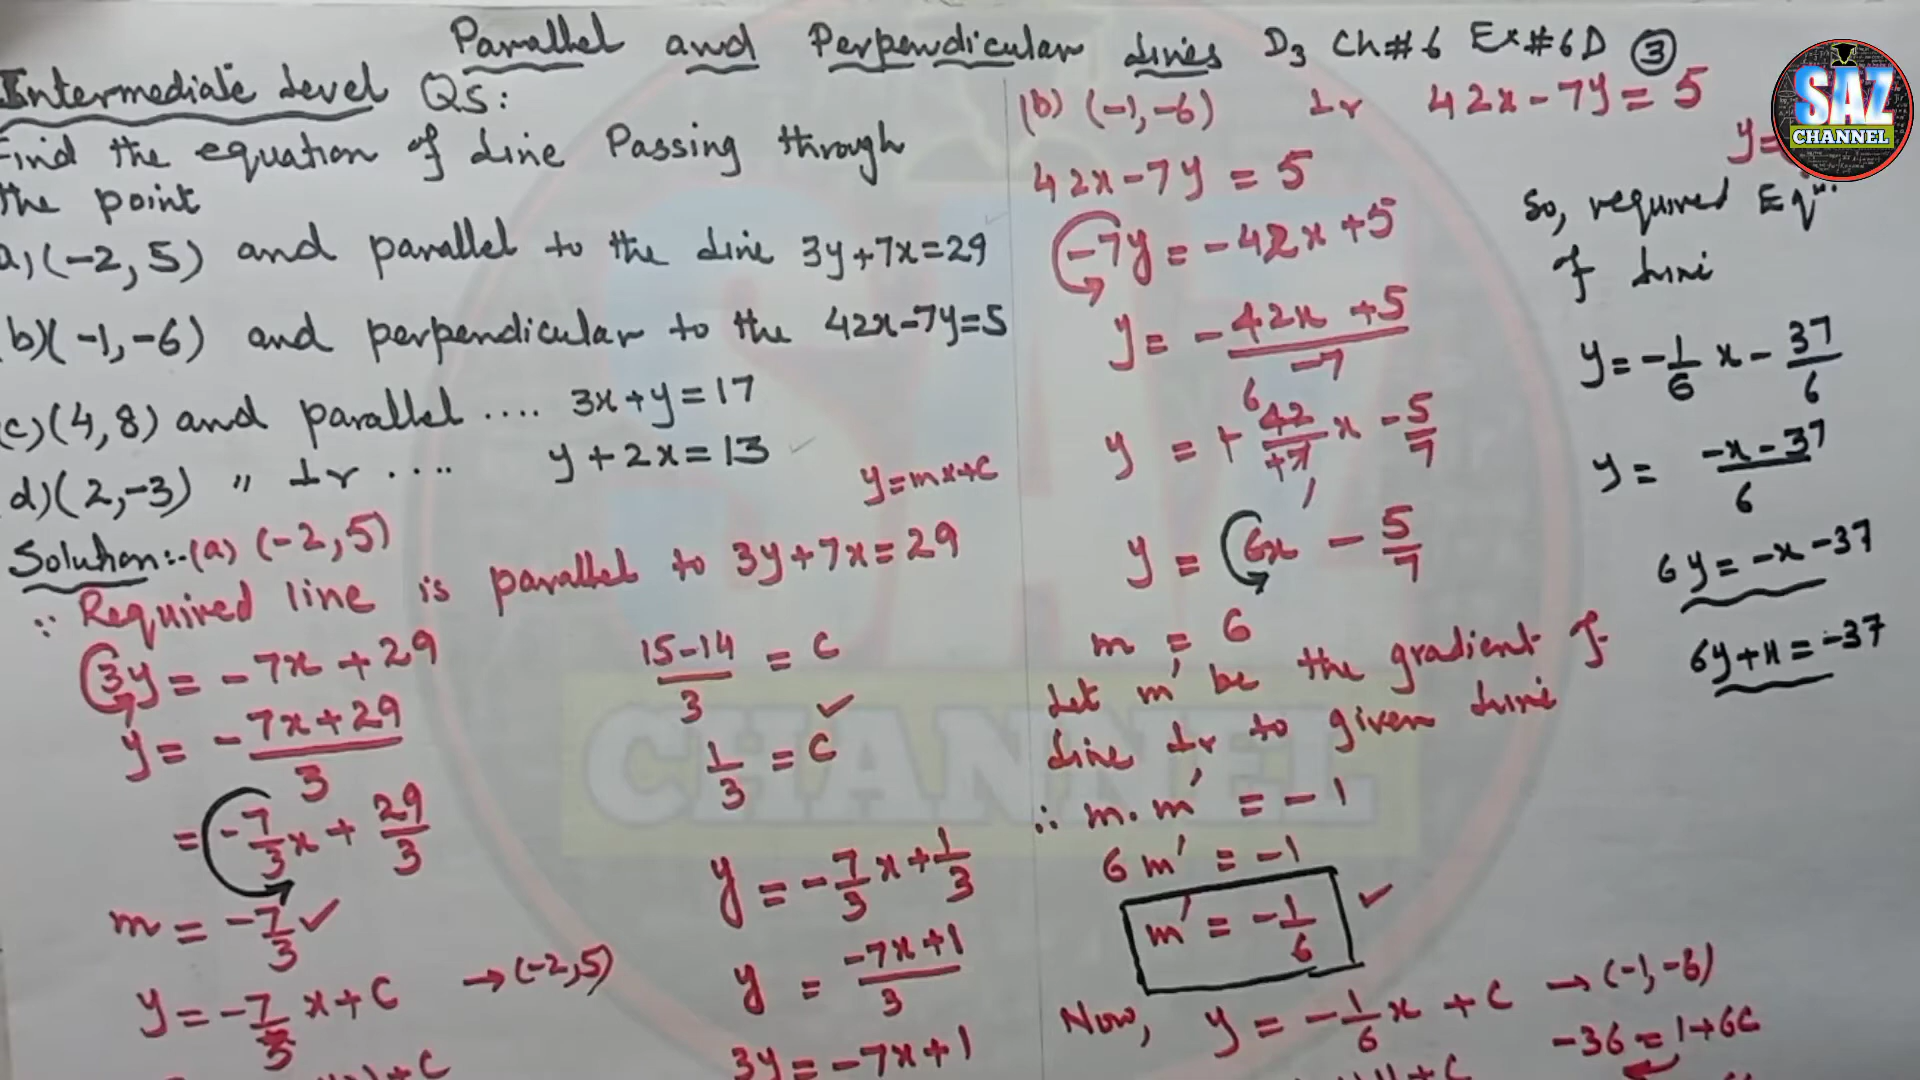 Parallel and Perpendicular Lines D3 Ch#6 Ex#6D ③
Intermediate Level Q5:
Find the equation of Line Passing through
the point
a) (-2, 5) and parallel to the Line 3y+7x=29
(b) (-1, -6) and perpendicular to the 42x-7y=5
(c) (4, 8) and parallel .... 3x+y=17
d) (2, -3) " ⊥r .... y+2x=13
y=mx+c
Solution:- (a) (-2, 5)
∵ Required line is parallel to 3y+7x=29
3y = -7x+29
y = -7x+29/3
= -7/3x + 29/3
m = -7/3 ✓
y = -7/3 x+c → (-2, 5)
15-14/3 = c
1/3 = c
y = -7/3x+1/3
y = -7x+1/3
3y = -7x+1
(b) (-1, -6) ⊥r 42x-7y=5
42x-7y = 5
-7y = -42x+5
y = -42x+5/-7
y = +42/+7x - 5/7
y = 6x - 5/7
m = 6
Let m' be the gradient of
Line ⊥r to given Line
∴ m.m' = -1
6m' = -1
m' = -1/6 ✓
Now, y = -1/6x + c → (-1, -6)
-36 = 1+6c
y=
So, required Eqn.
of Line
y = -1/6 x - 37/6
y = -x-37/6
6y = -x-37
6y+x = -37
SAZ
CHANNEL
SAZ
CHANNEL